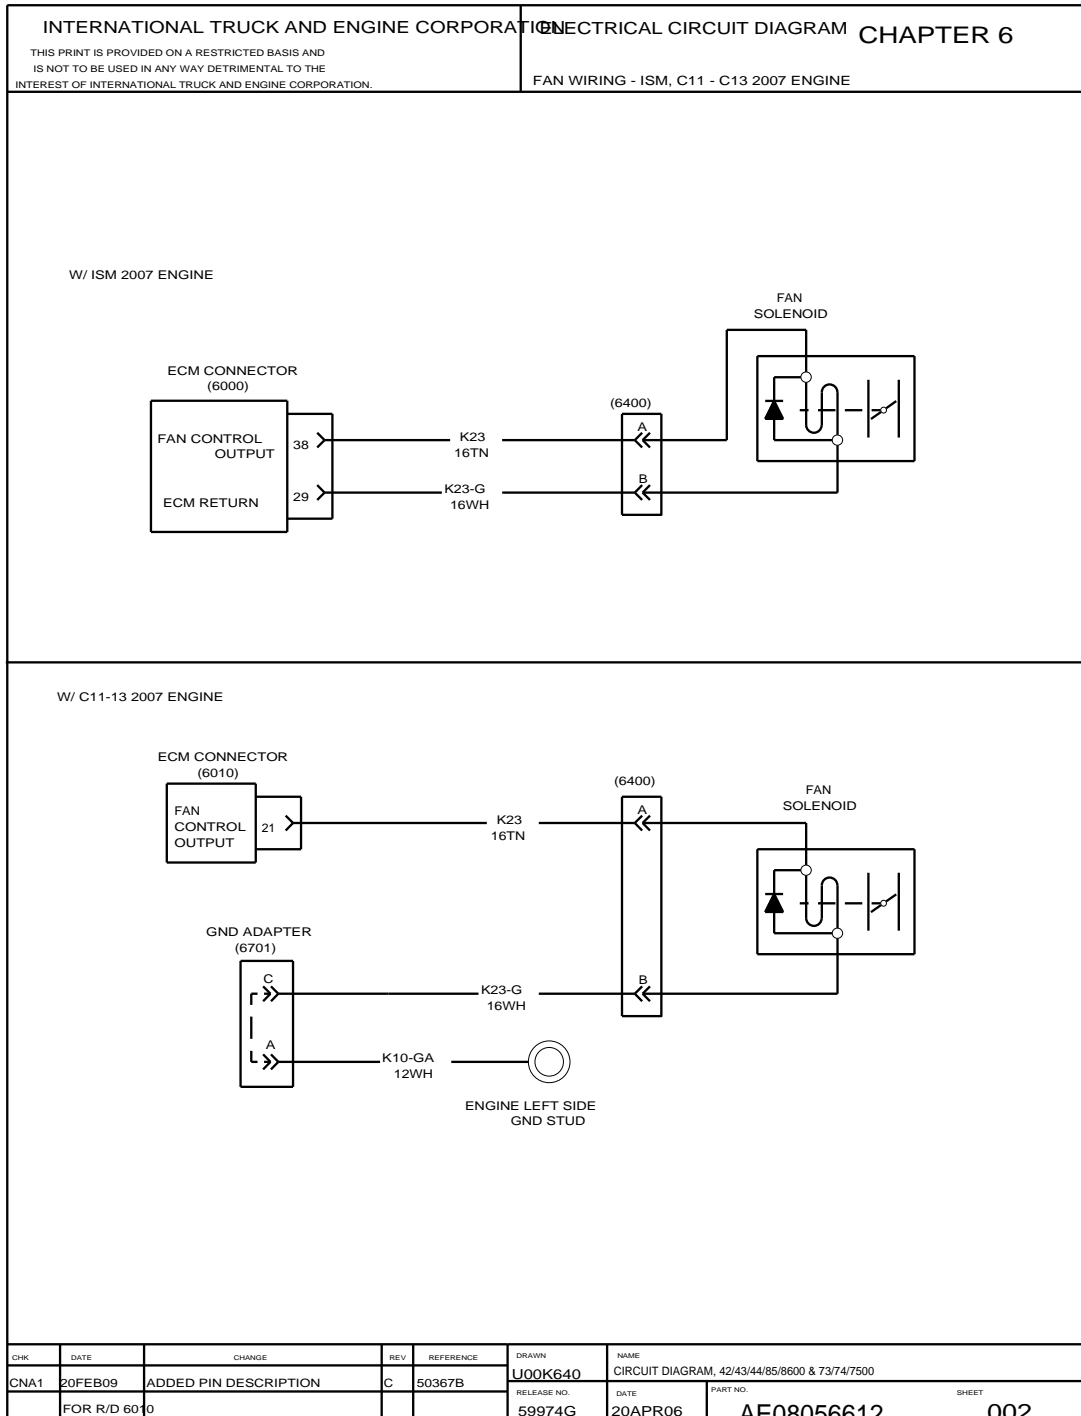 INTERNATIONAL TRUCK AND ENGINE CORPORATION
THIS PRINT IS PROVIDED ON A RESTRICTED BASIS AND
IS NOT TO BE USED IN ANY WAY DETRIMENTAL TO THE
INTEREST OF INTERNATIONAL TRUCK AND ENGINE CORPORATION.
ELECTRICAL CIRCUIT DIAGRAM
CHAPTER 6
FAN WIRING - ISM, C11 - C13 2007 ENGINE
W/ ISM 2007 ENGINE
FAN
SOLENOID
ECM CONNECTOR
(6000)
(6400)
FAN CONTROL
OUTPUT
38
K23
16TN
A
ECM RETURN
29
K23-G
16WH
B
W/ C11-13 2007 ENGINE
ECM CONNECTOR
(6010)
(6400)
FAN
SOLENOID
FAN
CONTROL
OUTPUT
21
K23
16TN
A
GND ADAPTER
(6701)
C
K23-G
16WH
B
A
K10-GA
12WH
ENGINE LEFT SIDE
GND STUD
CHK DATE CHANGE REV REFERENCE
CNA1 20FEB09 ADDED PIN DESCRIPTION C 50367B
FOR R/D 6010
DRAWN
U00K640
NAME
CIRCUIT DIAGRAM, 42/43/44/85/8600 & 73/74/7500
RELEASE NO.
59974G
DATE
20APR06
PART NO.
AE08056612
SHEET
002